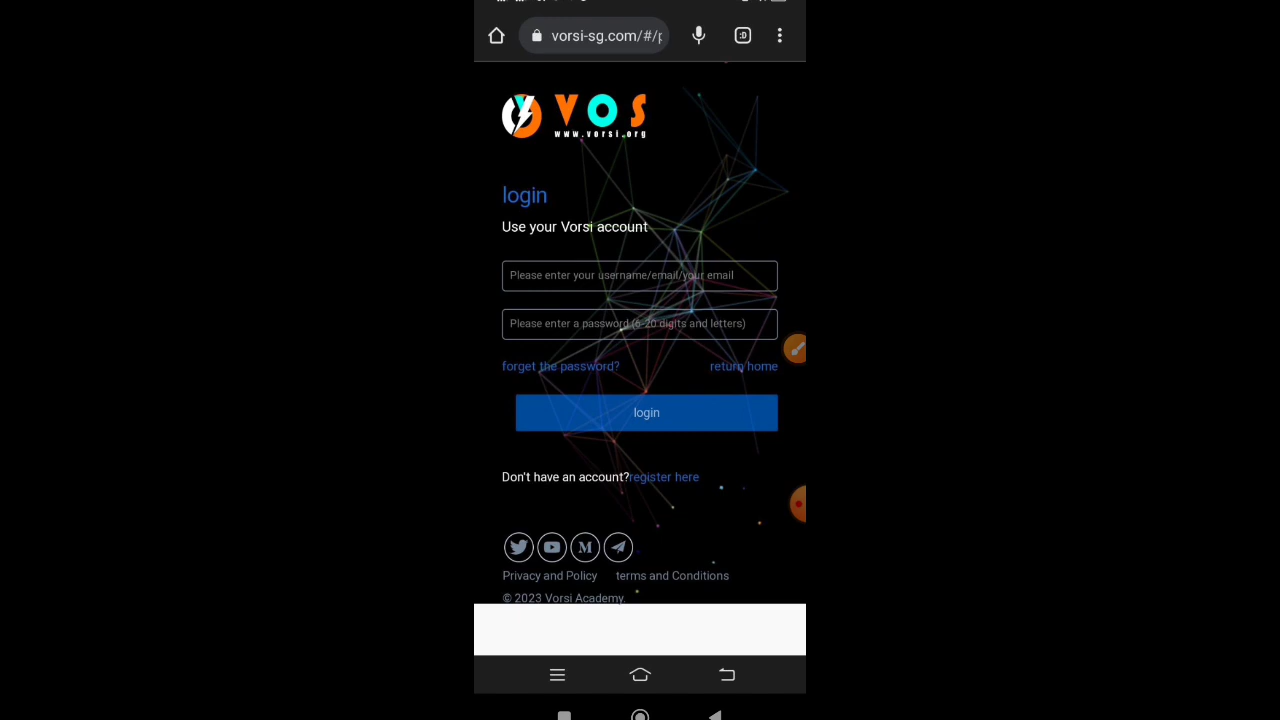 vorsi-sg.com/#/p
:D
VOS
www.vorsi.org
login
Use your Vorsi account
Please enter your username/email/your email
Please enter a password (6-20 digits and letters)
forget the password? return home
login
Don't have an account?register here
M
Privacy and Policy terms and Conditions
© 2023 Vorsi Academy.